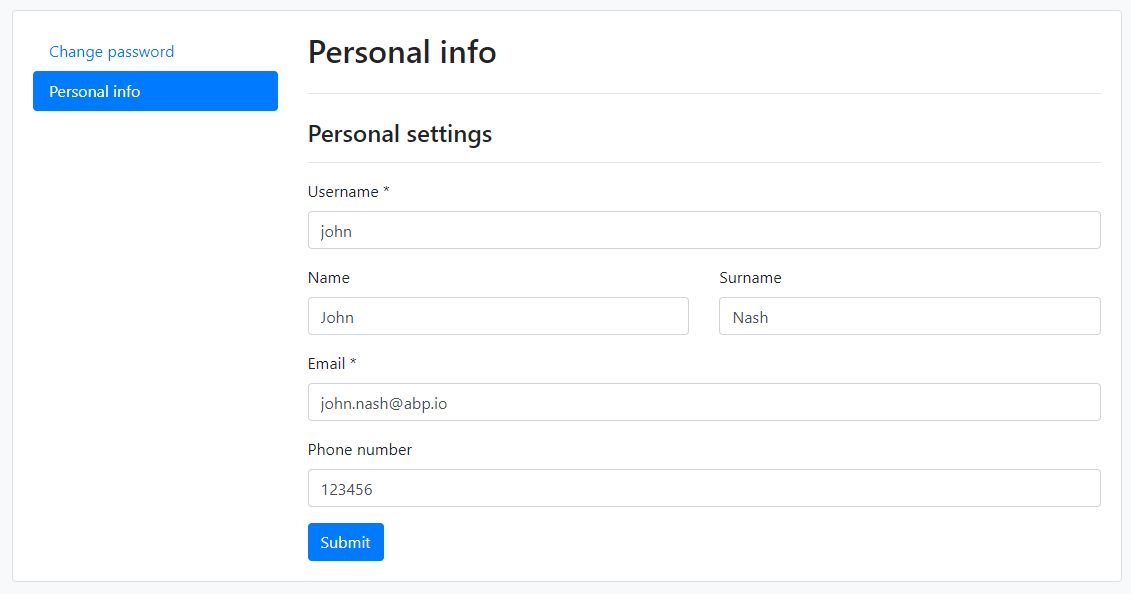 Change password
Personal info
Personal info
Personal settings
Username *
john
Name
Surname
John
Nash
Email *
john.nash@abp.io
Phone number
123456
Submit